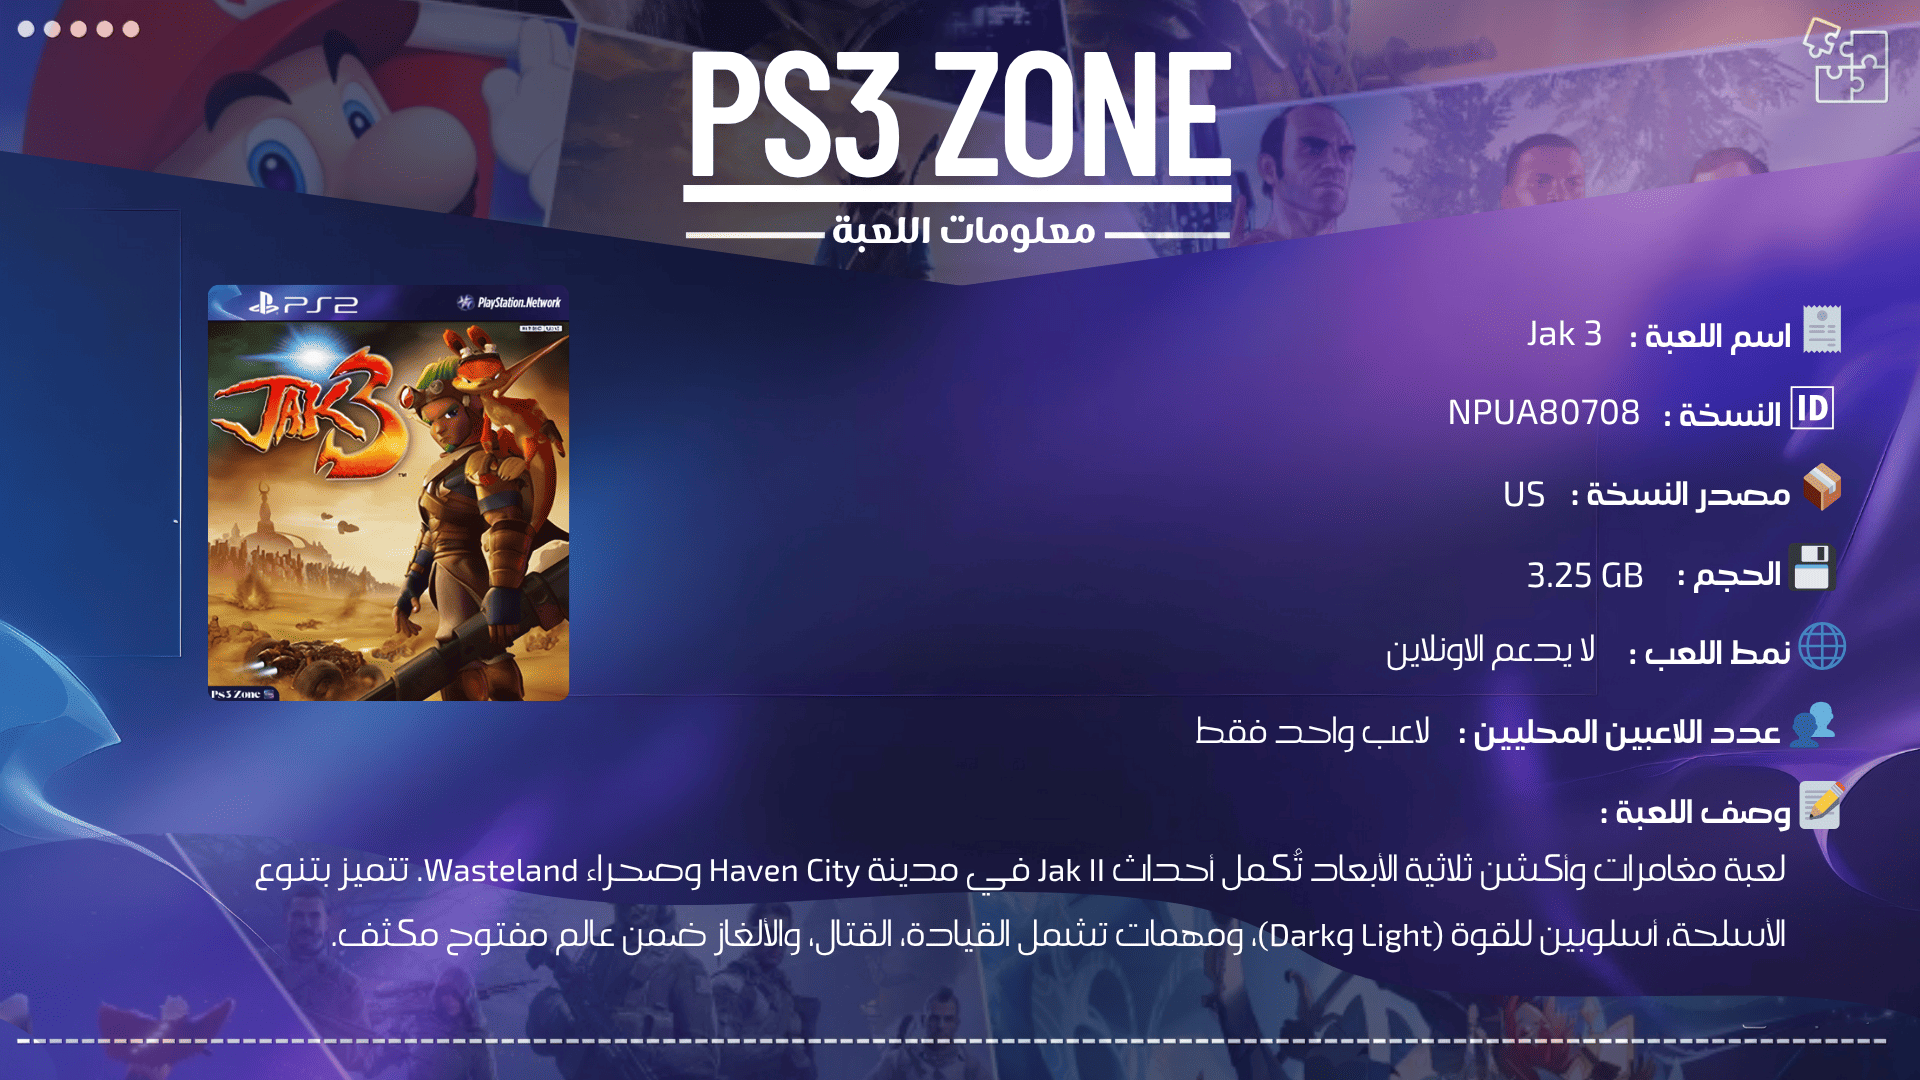 PS3 ZONE
معلومات اللعبة
PS2 PlayStation.Network
JAK 3
Ps3 Zone
اسم اللعبة : Jak 3
ID النسخة : NPUA80708
مصدر النسخة : US
الحجم : 3.25 GB
نمط اللعب : لا يدعم الاونلاين
عدد اللاعبين المحليين : لاعب واحد فقط
وصف اللعبة :
لعبة مغامرات وأكشن ثلاثية الأبعاد تُكمل أحداث Jak II في مدينة Haven City وصحراء Wasteland. تتميز بتنوع
الأسلحة، أسلوبين للقوة (Light وDark)، ومهمات تشمل القيادة، القتال، والألغاز ضمن عالم مفتوح مكثف.